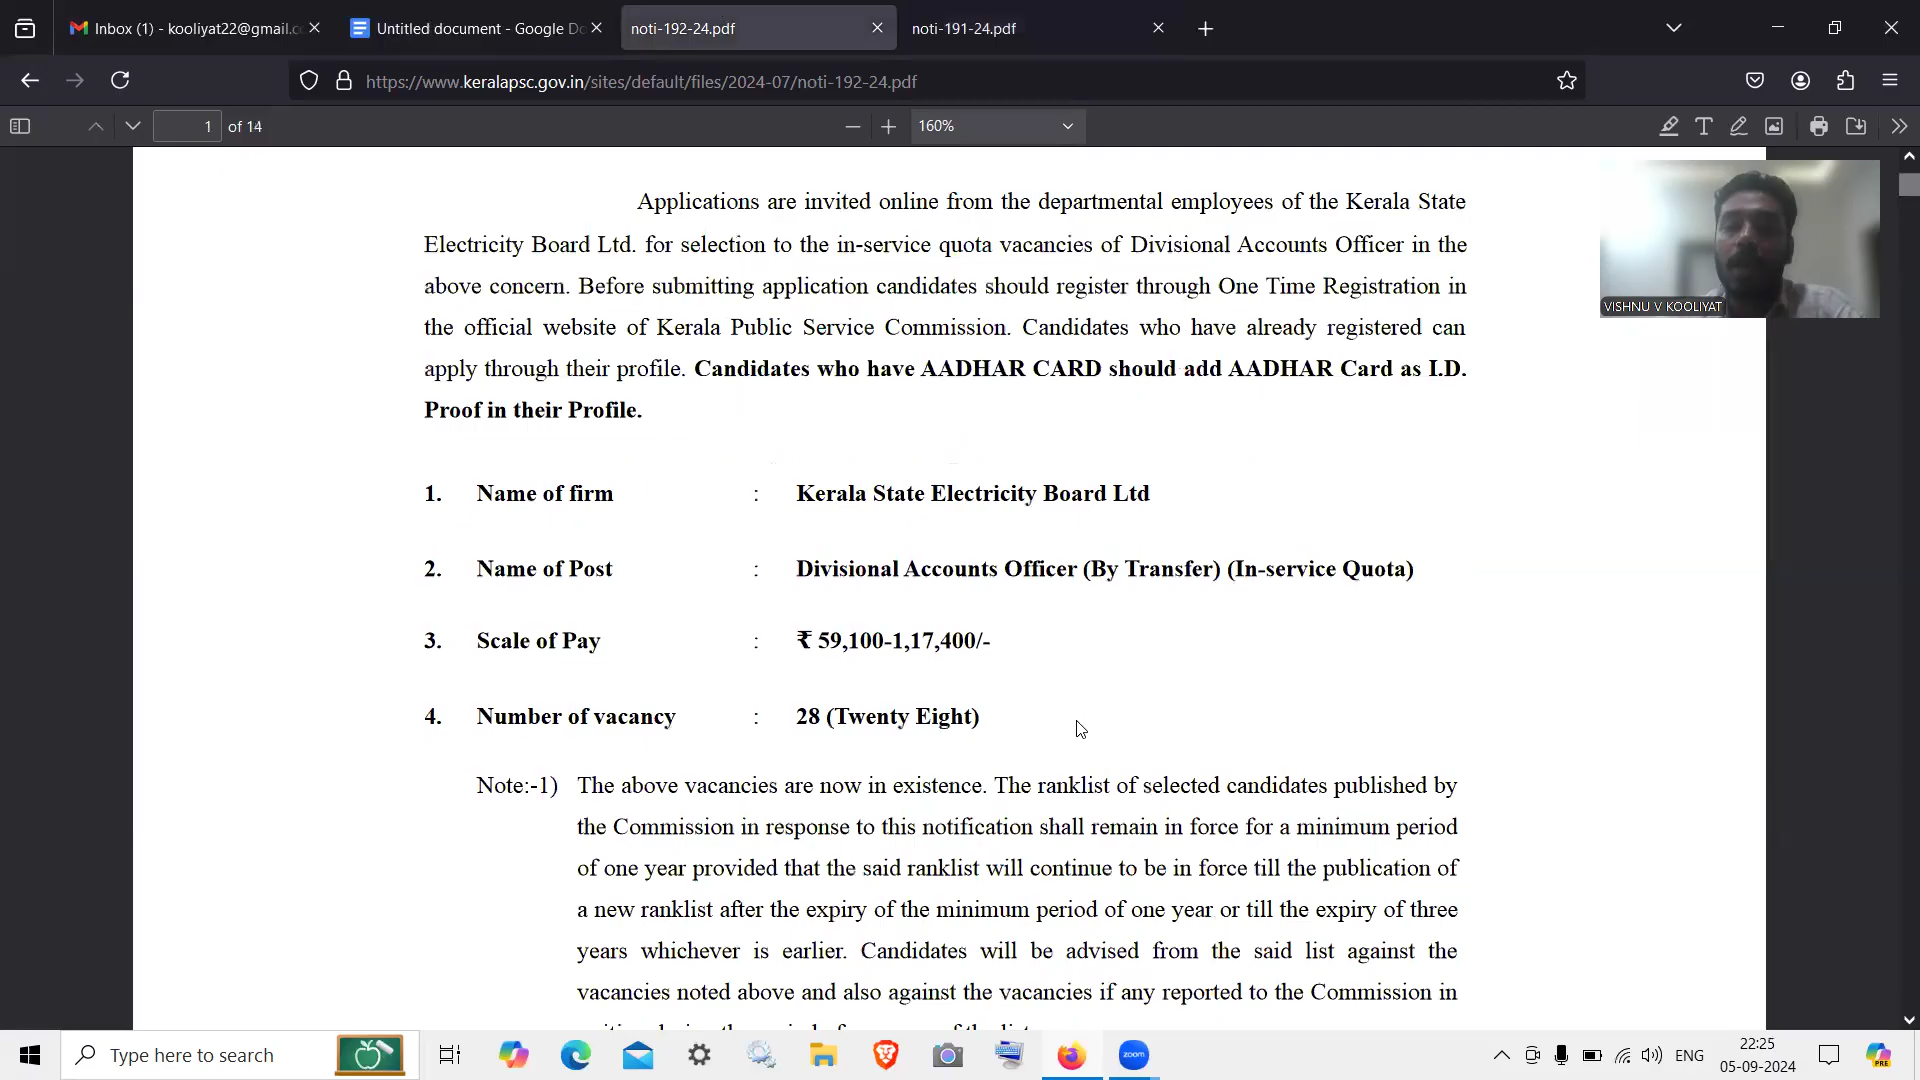 Inbox (1) - kooliyat22@gmail.c
Untitled document - Google Do
noti-192-24.pdf
noti-191-24.pdf
https://www.keralapsc.gov.in/sites/default/files/2024-07/noti-192-24.pdf
1 of 14
160%
Applications are invited online from the departmental employees of the Kerala State
Electricity Board Ltd. for selection to the in-service quota vacancies of Divisional Accounts Officer in the
above concern. Before submitting application candidates should register through One Time Registration in
the official website of Kerala Public Service Commission. Candidates who have already registered can
apply through their profile. Candidates who have AADHAR CARD should add AADHAR Card as I.D.
Proof in their Profile.
VISHNU V KOOLIYAT
1. Name of firm : Kerala State Electricity Board Ltd
2. Name of Post : Divisional Accounts Officer (By Transfer) (In-service Quota)
3. Scale of Pay : ₹ 59,100-1,17,400/-
4. Number of vacancy : 28 (Twenty Eight)
Note:-1) The above vacancies are now in existence. The ranklist of selected candidates published by
the Commission in response to this notification shall remain in force for a minimum period
of one year provided that the said ranklist will continue to be in force till the publication of
a new ranklist after the expiry of the minimum period of one year or till the expiry of three
years whichever is earlier. Candidates will be advised from the said list against the
vacancies noted above and also against the vacancies if any reported to the Commission in
Type here to search
zoom
ENG
22:25
05-09-2024
PRE